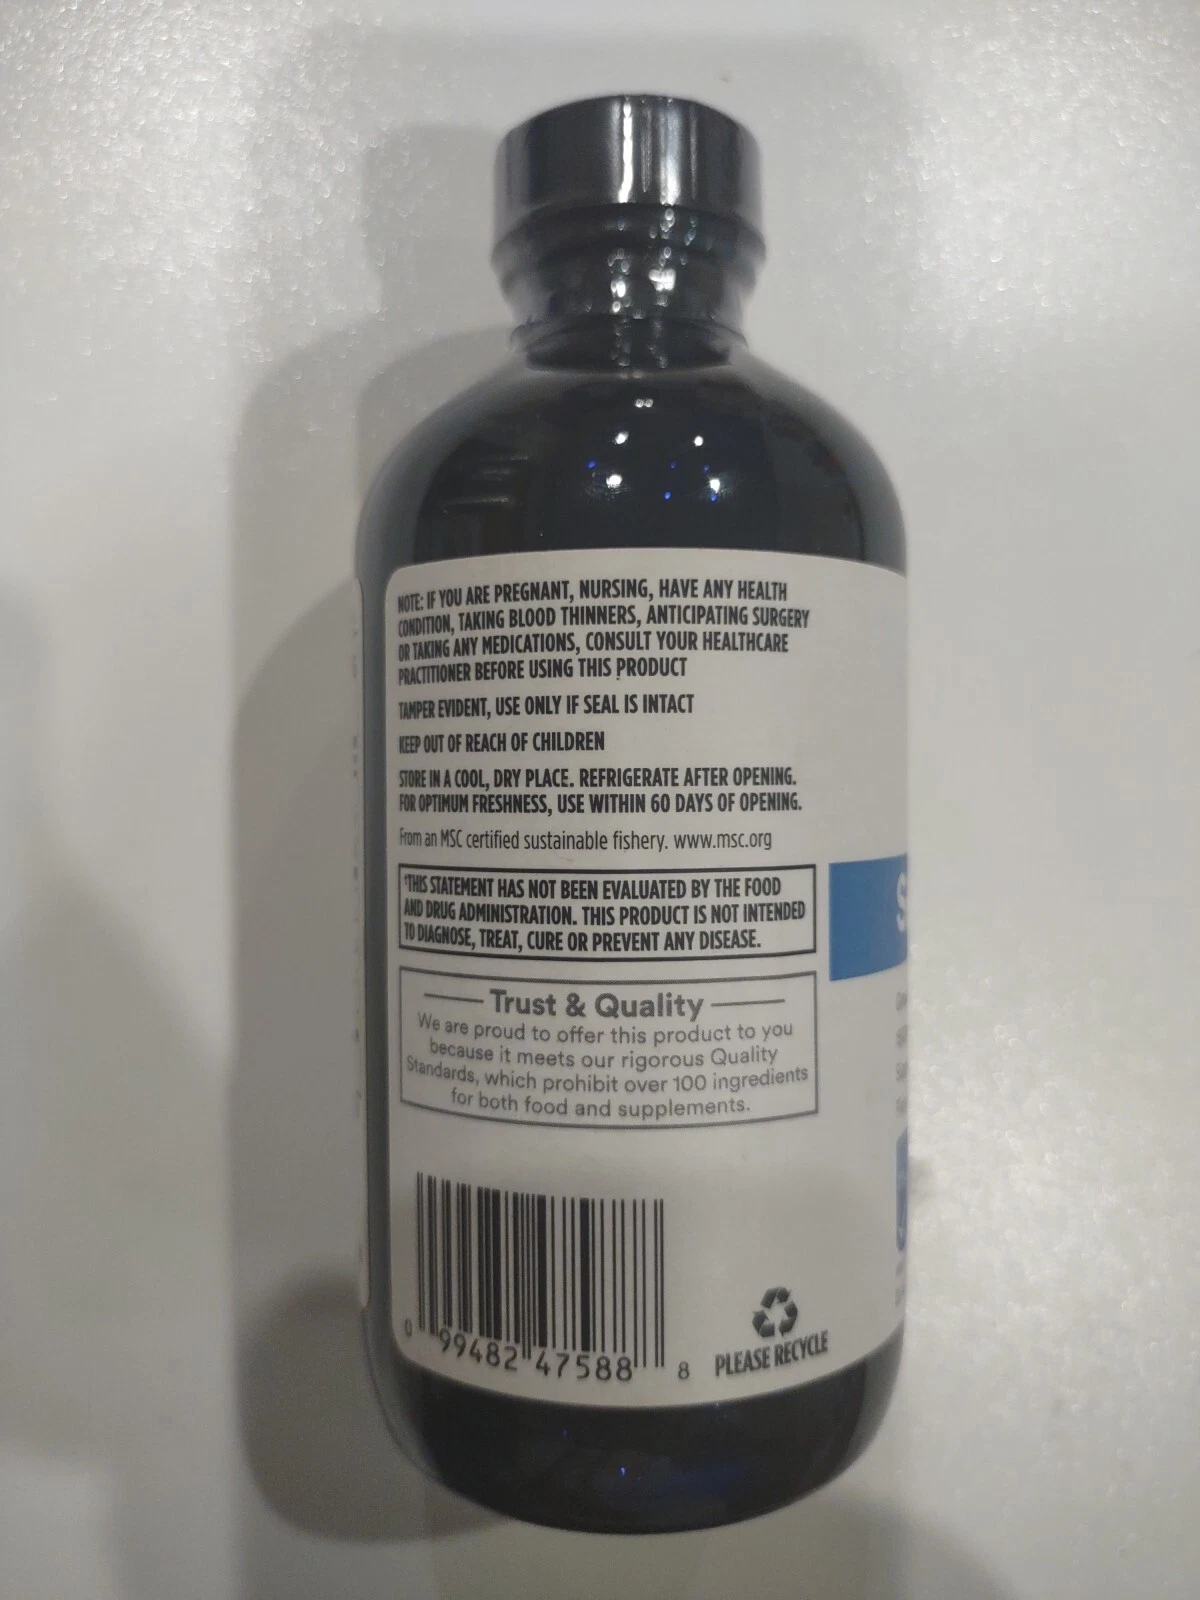 NOTE: IF YOU ARE PREGNANT, NURSING, HAVE ANY HEALTH
CONDITION, TAKING BLOOD THINNERS, ANTICIPATING SURGERY
OR TAKING ANY MEDICATIONS, CONSULT YOUR HEALTHCARE
PRACTITIONER BEFORE USING THIS PRODUCT
TAMPER EVIDENT, USE ONLY IF SEAL IS INTACT
KEEP OUT OF REACH OF CHILDREN
STORE IN A COOL, DRY PLACE. REFRIGERATE AFTER OPENING.
FOR OPTIMUM FRESHNESS, USE WITHIN 60 DAYS OF OPENING.
From an MSC certified sustainable fishery. www.msc.org
†THIS STATEMENT HAS NOT BEEN EVALUATED BY THE FOOD
AND DRUG ADMINISTRATION. THIS PRODUCT IS NOT INTENDED
TO DIAGNOSE, TREAT, CURE OR PREVENT ANY DISEASE.
Trust & Quality
We are proud to offer this product to you
because it meets our rigorous Quality
Standards, which prohibit over 100 ingredients
for both food and supplements.
0 99482 47588 8
PLEASE RECYCLE